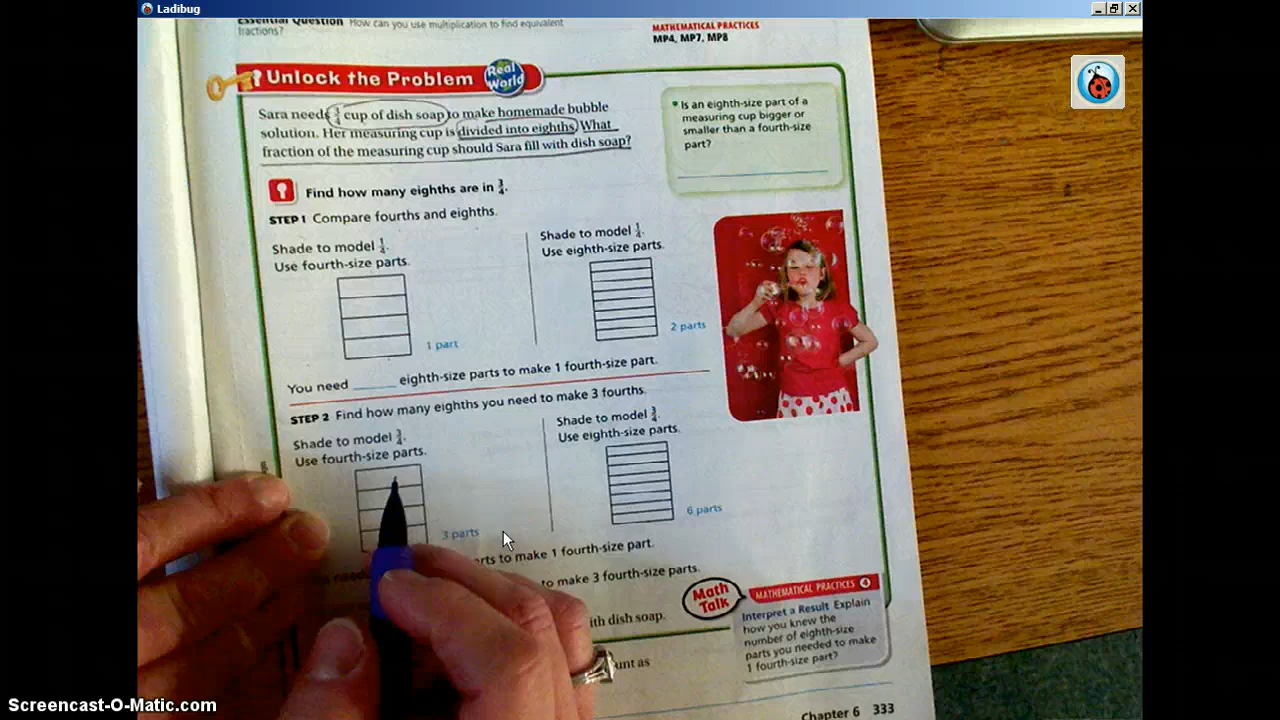 Ladibug
Essential Question How can you use multiplication to find equivalent
fractions?
MATHEMATICAL PRACTICES
MP4, MP7, MP8
Unlock the Problem
Real
World
Sara needs 3/4 cup of dish soap to make homemade bubble
solution. Her measuring cup is divided into eighths. What
fraction of the measuring cup should Sara fill with dish soap?
• Is an eighth-size part of a
measuring cup bigger or
smaller than a fourth-size
part?
Find how many eighths are in 3/4.
STEP 1 Compare fourths and eighths.
Shade to model 1/4.
Use fourth-size parts.
1 part
Shade to model 1/4.
Use eighth-size parts.
2 parts
You need ______ eighth-size parts to make 1 fourth-size part.
STEP 2 Find how many eighths you need to make 3 fourths.
Shade to model 3/4.
Use fourth-size parts.
3 parts
Shade to model 3/4.
Use eighth-size parts.
6 parts
to make 1 fourth-size part.
to make 3 fourth-size parts.
with dish soap.
as
Math
Talk
MATHEMATICAL PRACTICES 4
Interpret a Result Explain
how you knew the
number of eighth-size
parts you needed to make
1 fourth-size part?
Chapter 6 333
Screencast-O-Matic.com